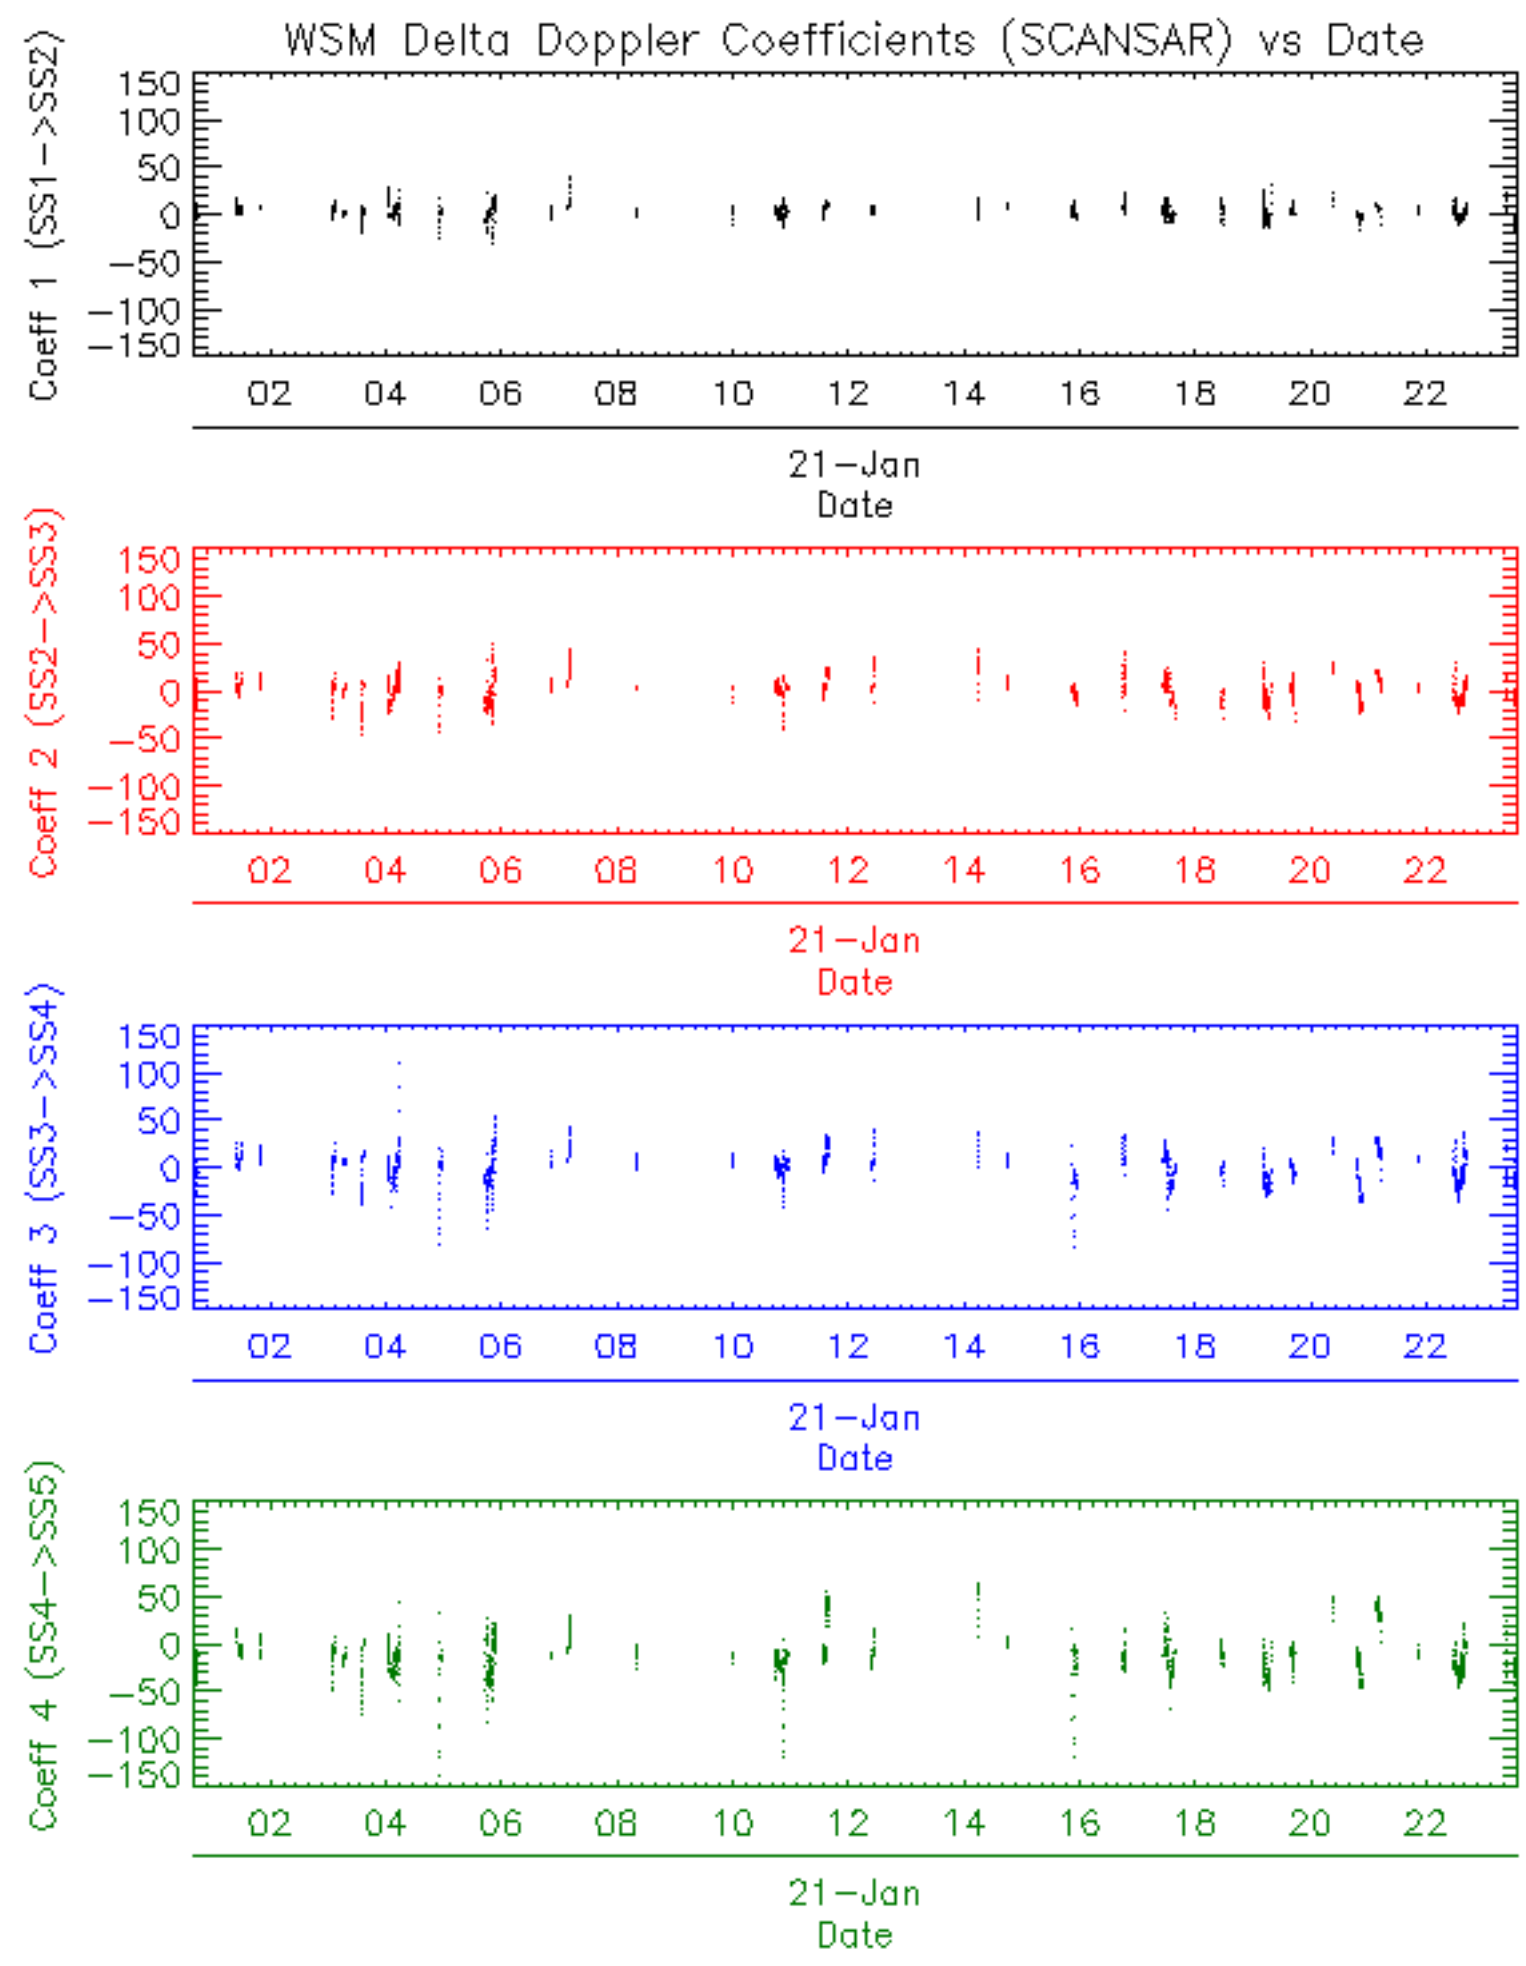 WSM Delta Doppler Coefficients (SCANSAR) vs Date
Coeff 1 (SS1->SS2)
150
100
50
0
-50
-100
-150
02 04 06 08 10 12 14 16 18 20 22
21-Jan
Date
Coeff 2 (SS2->SS3)
150
100
50
0
-50
-100
-150
02 04 06 08 10 12 14 16 18 20 22
21-Jan
Date
Coeff 3 (SS3->SS4)
150
100
50
0
-50
-100
-150
02 04 06 08 10 12 14 16 18 20 22
21-Jan
Date
Coeff 4 (SS4->SS5)
150
100
50
0
-50
-100
-150
02 04 06 08 10 12 14 16 18 20 22
21-Jan
Date